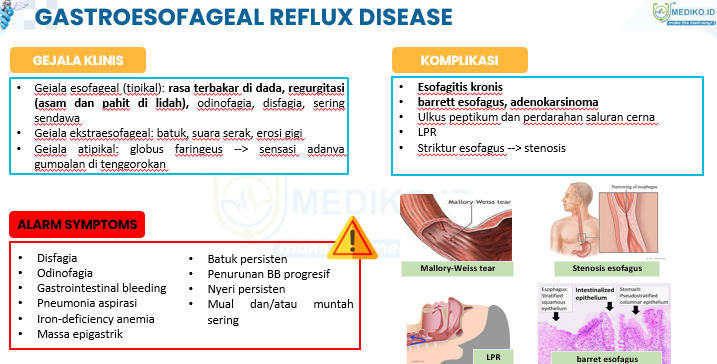 GASTROESOFAGEAL REFLUX DISEASE
MEDIKO.ID
GEJALA KLINIS
• Gejala esofageal (tipikal): rasa terbakar di dada, regurgitasi
(asam dan pahit di lidah), odinofagia, disfagia, sering
sendawa
• Gejala ekstraesofageal: batuk, suara serak, erosi gigi
• Gejala atipikal: globus faringeus --> sensasi adanya
gumpalan di tenggorokan
KOMPLIKASI
• Esofagitis kronis
• barrett esofagus, adenokarsinoma
• Ulkus peptikum dan perdarahan saluran cerna
• LPR
• Striktur esofagus --> stenosis
MEDIKO.ID
ALARM SYMPTOMS
• Disfagia
• Odinofagia
• Gastrointestinal bleeding
• Pneumonia aspirasi
• Iron-deficiency anemia
• Massa epigastrik
• Batuk persisten
• Penurunan BB progresif
• Nyeri persisten
• Mual dan/atau muntah
sering
Mallory-Weiss tear
Mallory-Weiss tear
Narrowing of esophagus
Stenosis esofagus
LPR
Esophagus:
Stratified
squamous
epithelium
Intestinalized
epithelium
Stomach:
Pseudostratified
columnar epithelium
barret esofagus